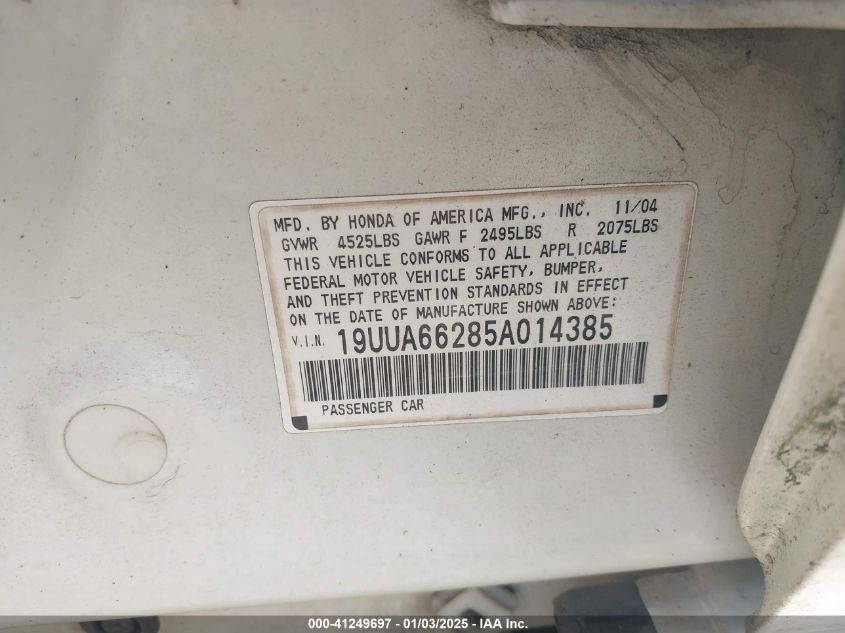 MFD. BY HONDA OF AMERICA MFG., INC. 11/04
GVWR 4525LBS GAWR F 2495LBS R 2075LBS
THIS VEHICLE CONFORMS TO ALL APPLICABLE
FEDERAL MOTOR VEHICLE SAFETY, BUMPER,
AND THEFT PREVENTION STANDARDS IN EFFECT
ON THE DATE OF MANUFACTURE SHOWN ABOVE:
V.I.N. 19UUA66285A014385
PASSENGER CAR
000-41249697 - 01/03/2025 - IAA Inc.